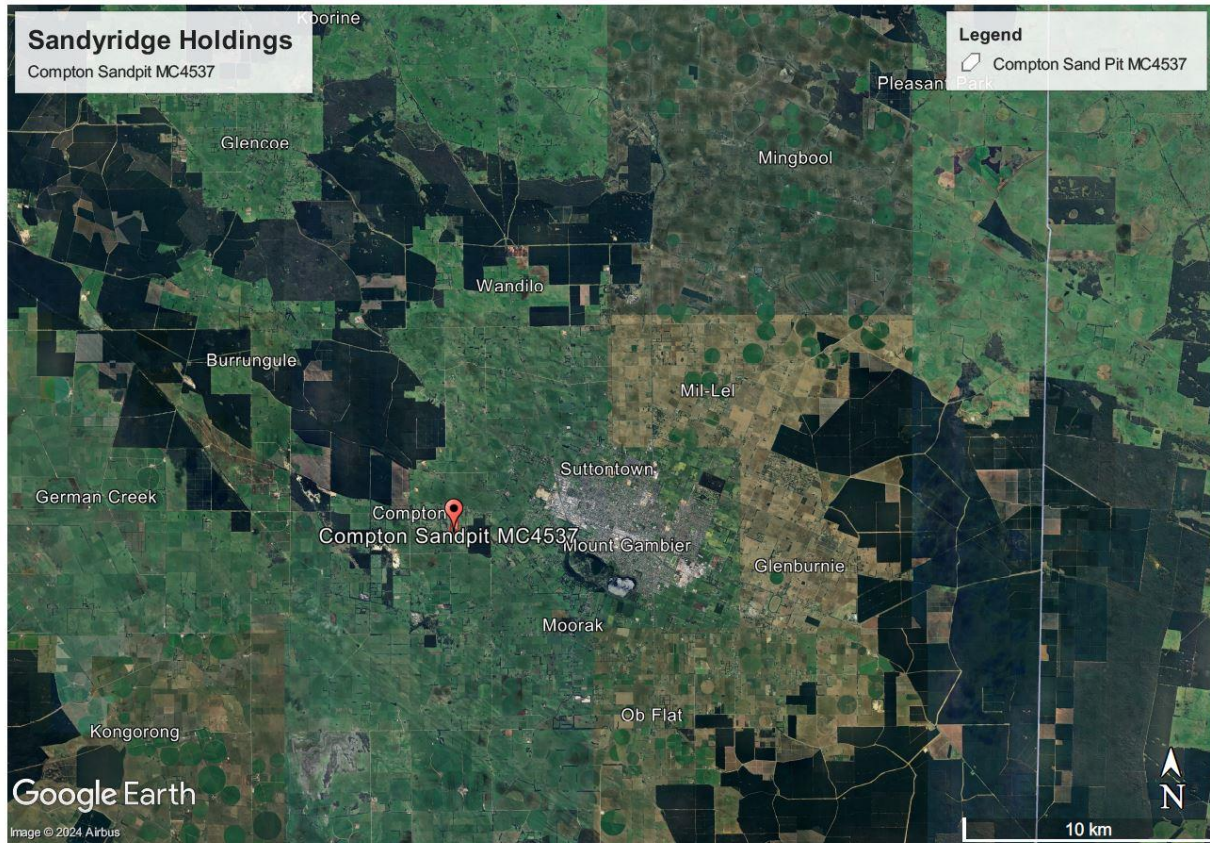 Koorine
Sandyridge Holdings
Compton Sandpit MC4537
Legend
Compton Sand Pit MC4537
Pleasant Park
Glencoe
Mingbool
Wandilo
Burrungule
Mil-Lel
Suttontown
German Creek
Compton
Compton Sandpit MC4537
Mount Gambier
Glenburnie
Moorak
Ob Flat
Kongorong
Google Earth
N
Image © 2024 Airbus
10 km